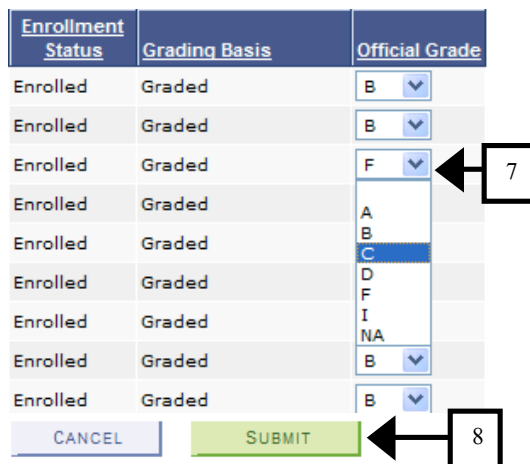 Enrollment Status Grading Basis Official Grade
Enrolled Graded B
Enrolled Graded B
Enrolled Graded F 7
Enrolled Graded A
Enrolled Graded B
C
Enrolled Graded D
F
Enrolled Graded I
NA
Enrolled Graded B
Enrolled Graded B
CANCEL SUBMIT 8